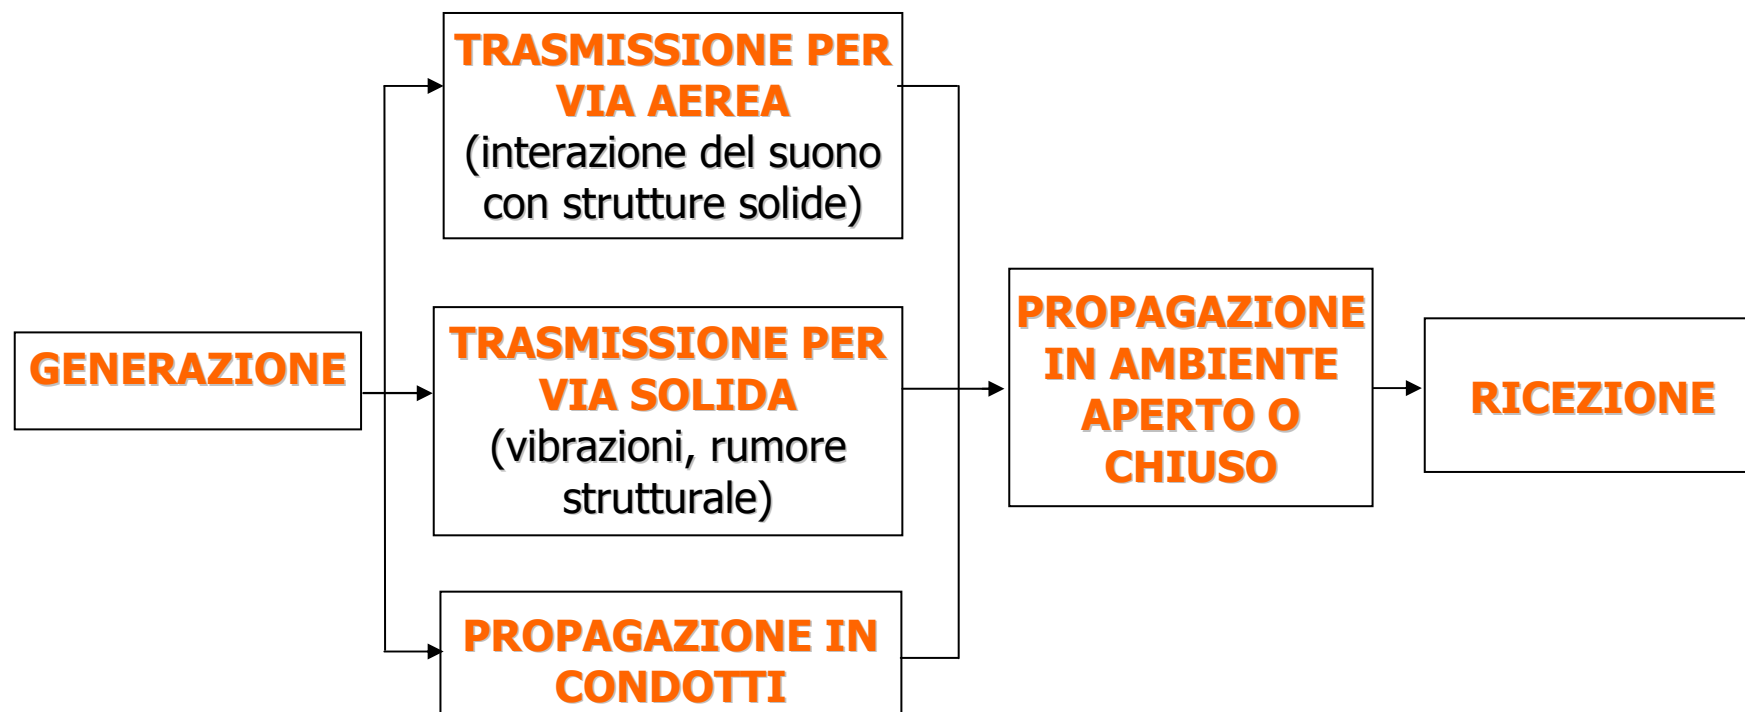 GENERAZIONE
TRASMISSIONE PER
VIA AEREA
(interazione del suono
con strutture solide)
TRASMISSIONE PER
VIA SOLIDA
(vibrazioni, rumore
strutturale)
PROPAGAZIONE IN
CONDOTTI
PROPAGAZIONE
IN AMBIENTE
APERTO O
CHIUSO
RICEZIONE